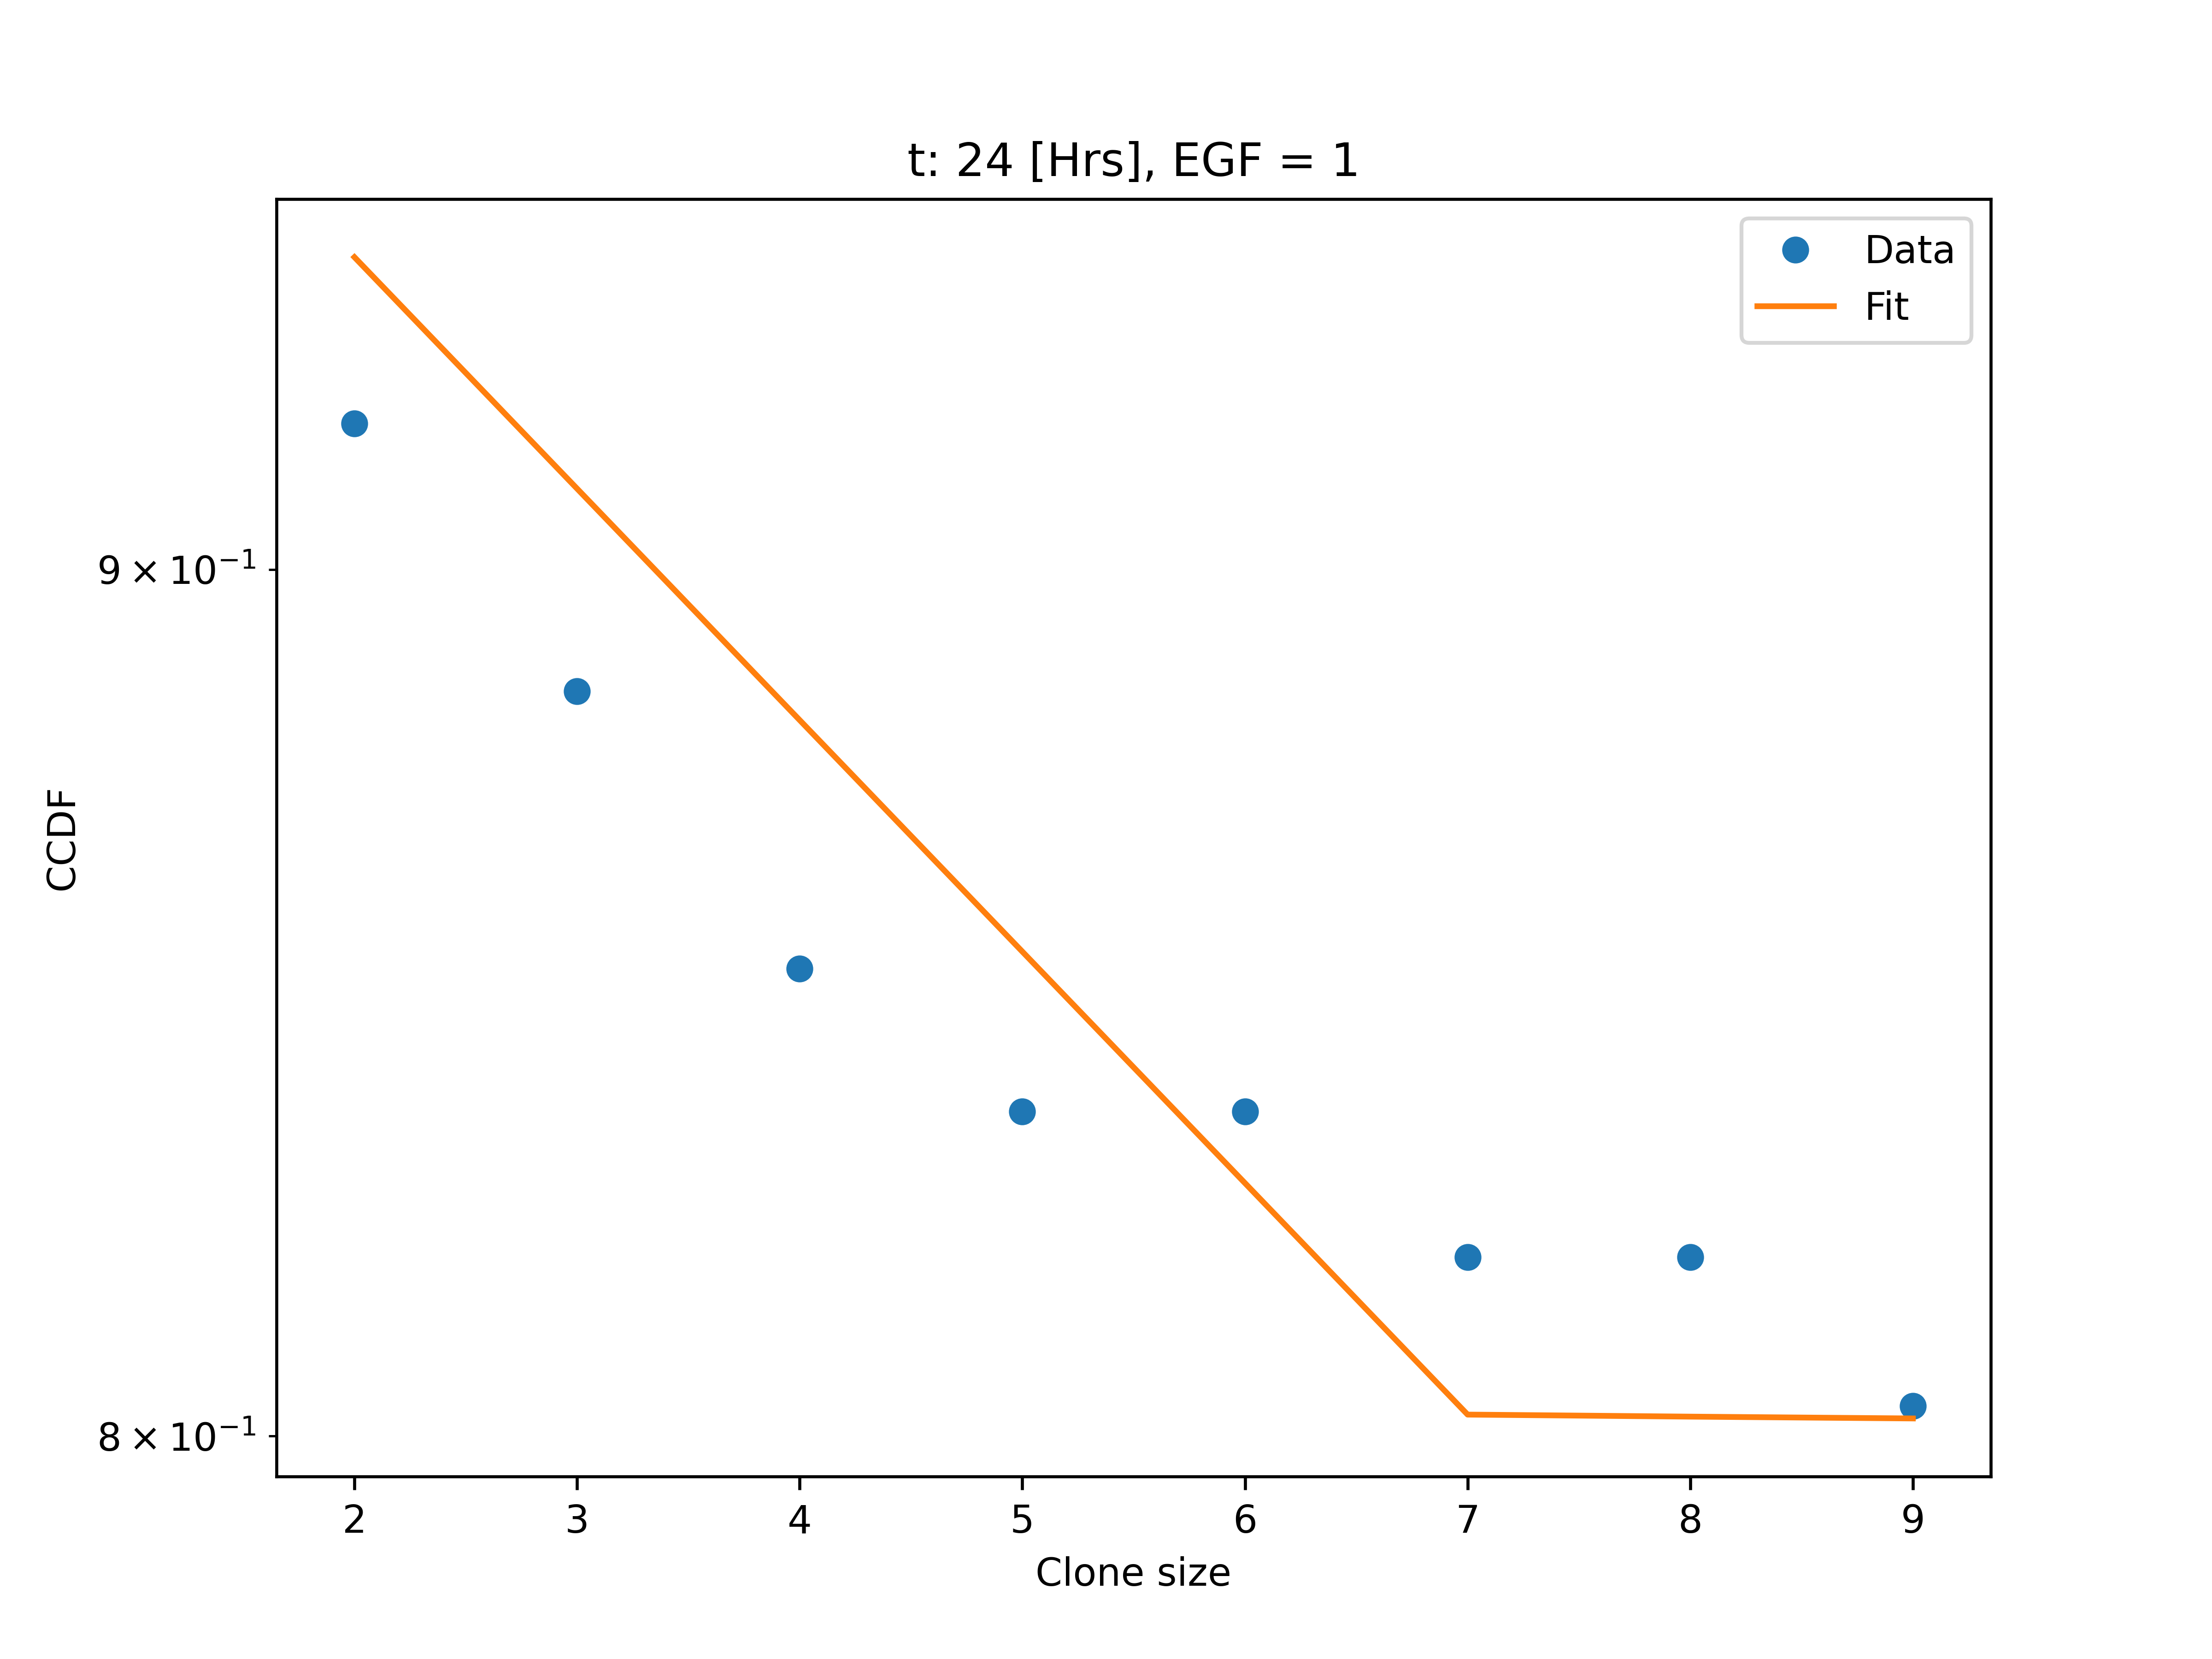 t: 24 [Hrs], EGF = 1
Data
Fit
CCDF
9 × 10⁻¹
8 × 10⁻¹
2 3 4 5 6 7 8 9
Clone size